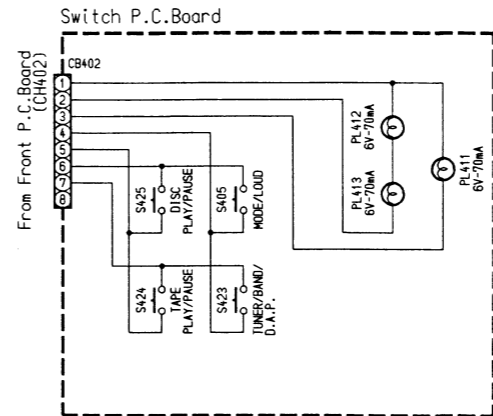 Switch P.C.Board
From Front P.C.Board
(CH402)
CB402
1
2
3
4
5
6
7
8
S425
DISC
PLAY/PAUSE
S405
MODE/LOUD
S424
TAPE
PLAY/PAUSE
S423
TUNER/BAND/
D.A.P.
PL412
6V-70mA
PL413
6V-70mA
PL411
6V-70mA